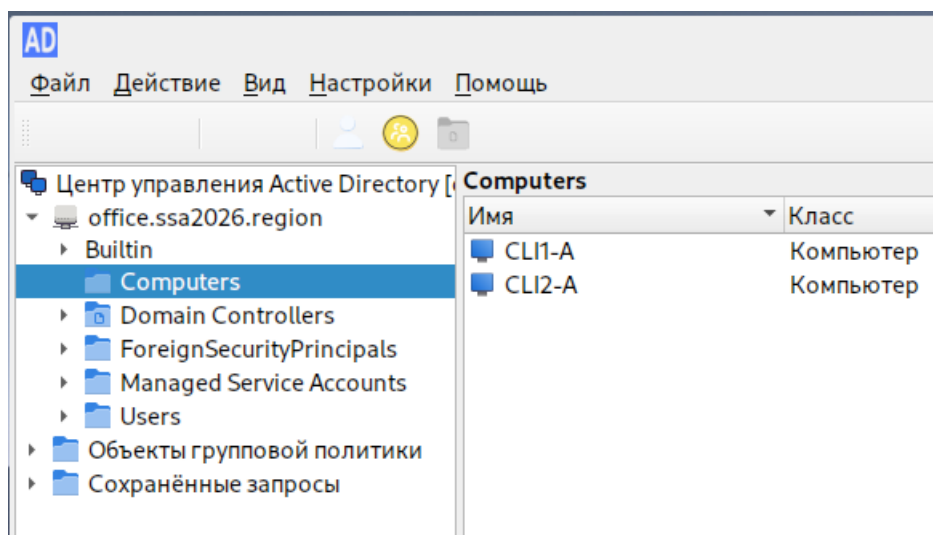 AD
Файл Действие Вид Настройки Помощь
Центр управления Active Directory [
office.ssa2026.region
Builtin
Computers
Domain Controllers
ForeignSecurityPrincipals
Managed Service Accounts
Users
Объекты групповой политики
Сохранённые запросы
Computers
Имя Класс
CLI1-A Компьютер
CLI2-A Компьютер